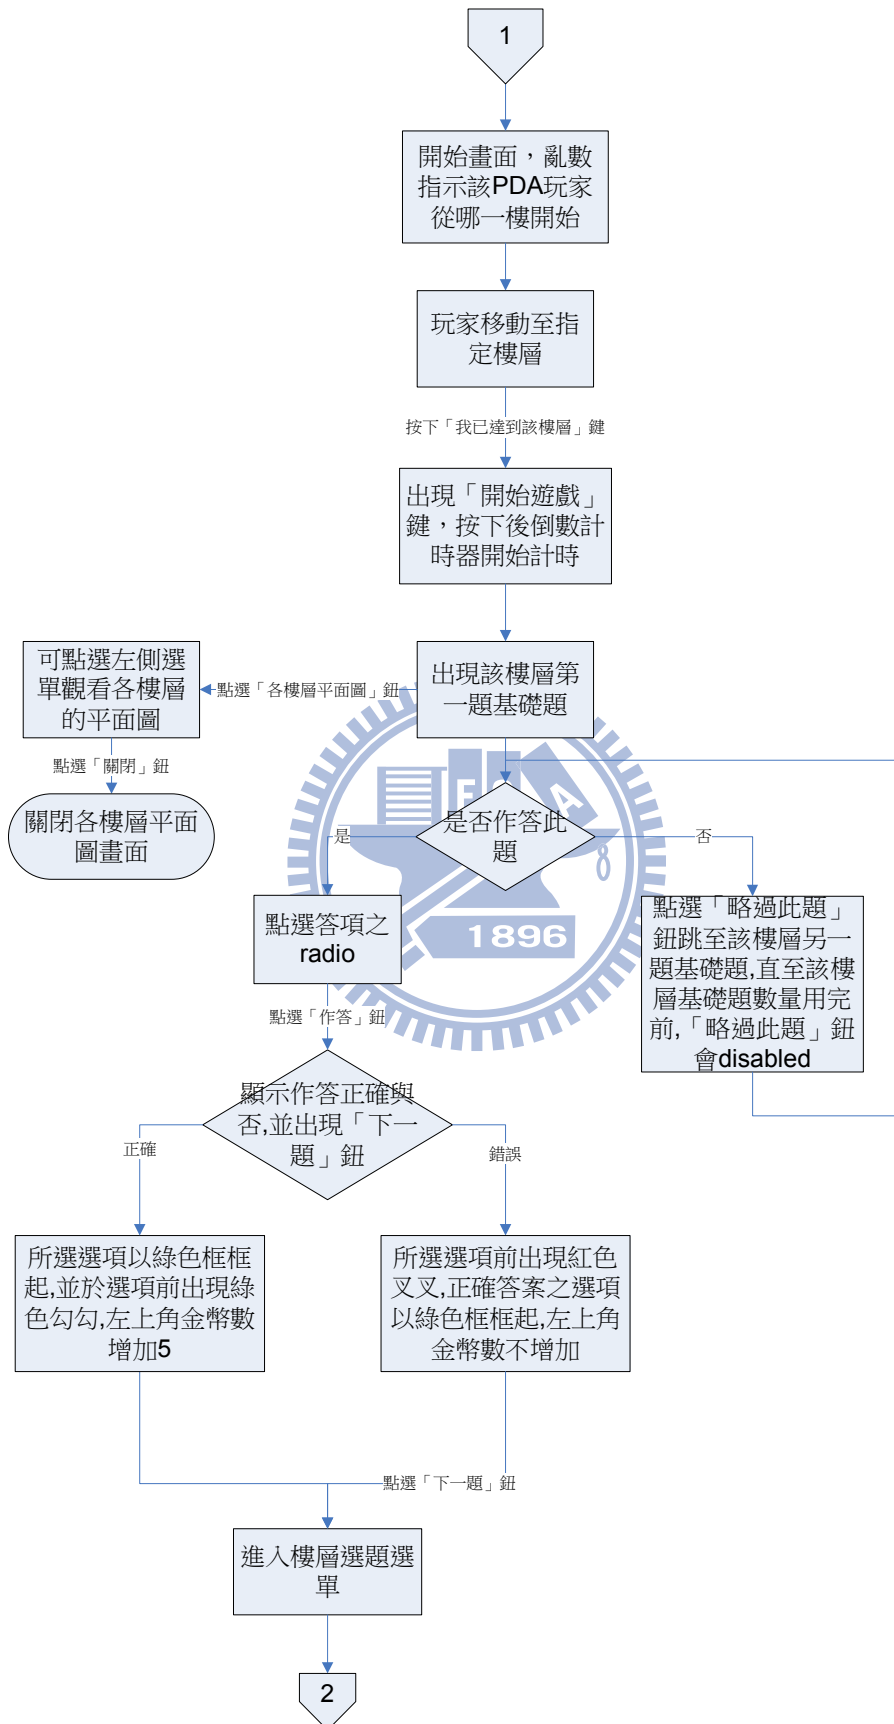 1
開始畫面，亂數
指示該PDA玩家
從哪一樓開始
玩家移動至指
定樓層
按下「我已達到該樓層」鍵
出現「開始遊戲」
鍵，按下後倒數計
時器開始計時
出現該樓層第
一題基礎題
點選「各樓層平面圖」鈕
可點選左側選
單觀看各樓層
的平面圖
點選「關閉」鈕
關閉各樓層平面
圖畫面
是否作答此
題
是
否
點選答項之
radio
點選「略過此題」
鈕跳至該樓層另一
題基礎題,直至該樓
層基礎題數量用完
前,「略過此題」鈕
會disabled
1896
點選「作答」鈕
顯示作答正確與
否,並出現「下一
題」鈕
正確
錯誤
所選選項以綠色框框
起,並於選項前出現綠
色勾勾,左上角金幣數
增加5
所選選項前出現紅色
叉叉,正確答案之選項
以綠色框框起,左上角
金幣數不增加
點選「下一題」鈕
進入樓層選題選
單
2